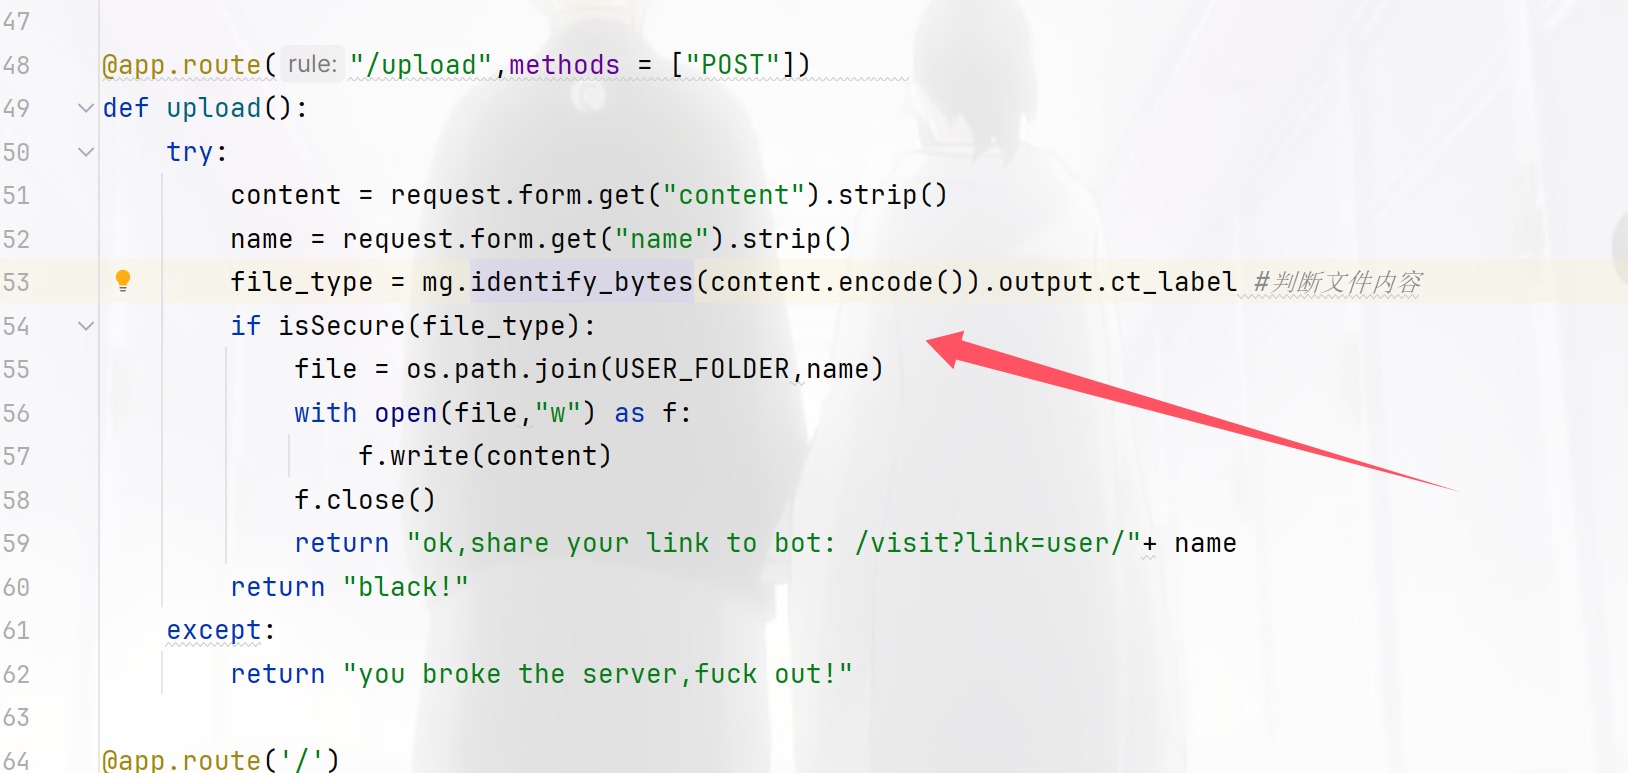 47
48 @app.route( rule: "/upload",methods = ["POST"])
49 def upload():
50 try:
51 content = request.form.get("content").strip()
52 name = request.form.get("name").strip()
53 file_type = mg.identify_bytes(content.encode()).output.ct_label #判断文件内容
54 if isSecure(file_type):
55 file = os.path.join(USER_FOLDER,name)
56 with open(file,"w") as f:
57 f.write(content)
58 f.close()
59 return "ok,share your link to bot: /visit?link=user/"+ name
60 return "black!"
61 except:
62 return "you broke the server,fuck out!"
63
64 @app.route('/')